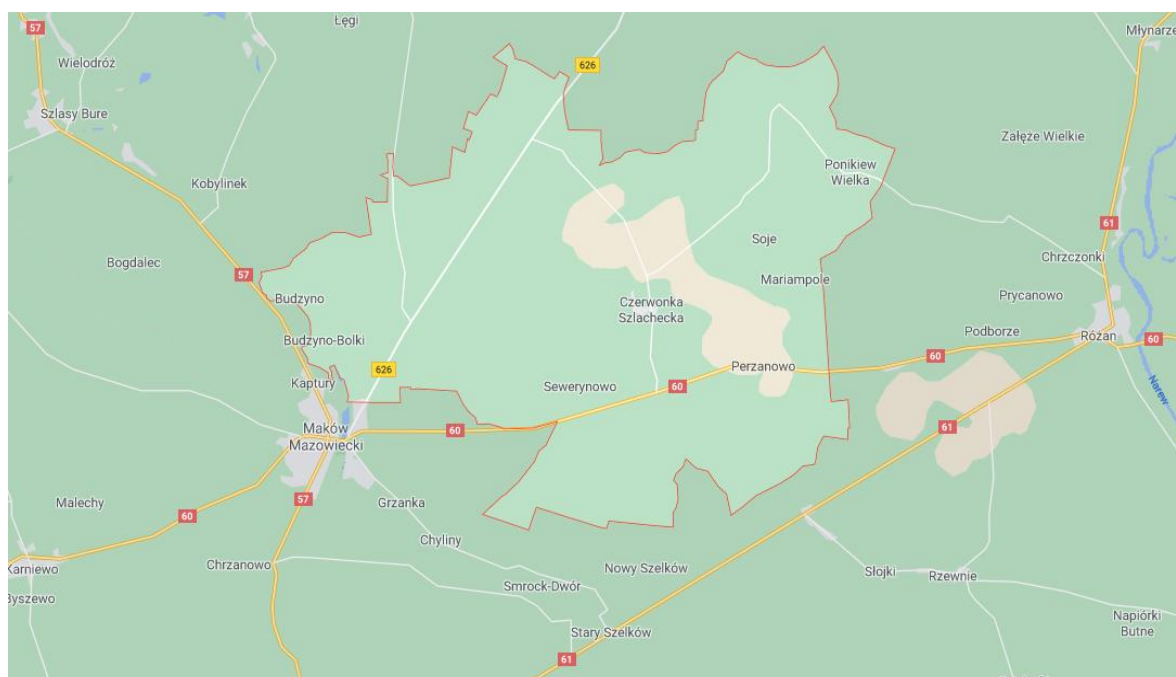 57
Łęgi
Młynarze
Wielodróż
626
Szlasy Bure
Załęże Wielkie
Ponikiew
Wielka
Kobylinek
61
Soje
Bogdalec
57
Chrzczonki
Mariampole
Budzyno
Prycanowo
Czerwonka
Szlachecka
Podborze
Różan
Budzyno-Bolki
60
60
626
Perzanowo
Kaptury
Sewerynowo
60
Narew
Maków
Mazowiecki
60
61
57
Malechy
Grzanka
60
Chyliny
Chrzanowo
Nowy Szelków
Karniewo
Słojki
Rzewnie
Smrock-Dwór
Byszewo
Napiórki
Butne
Stary Szelków
61